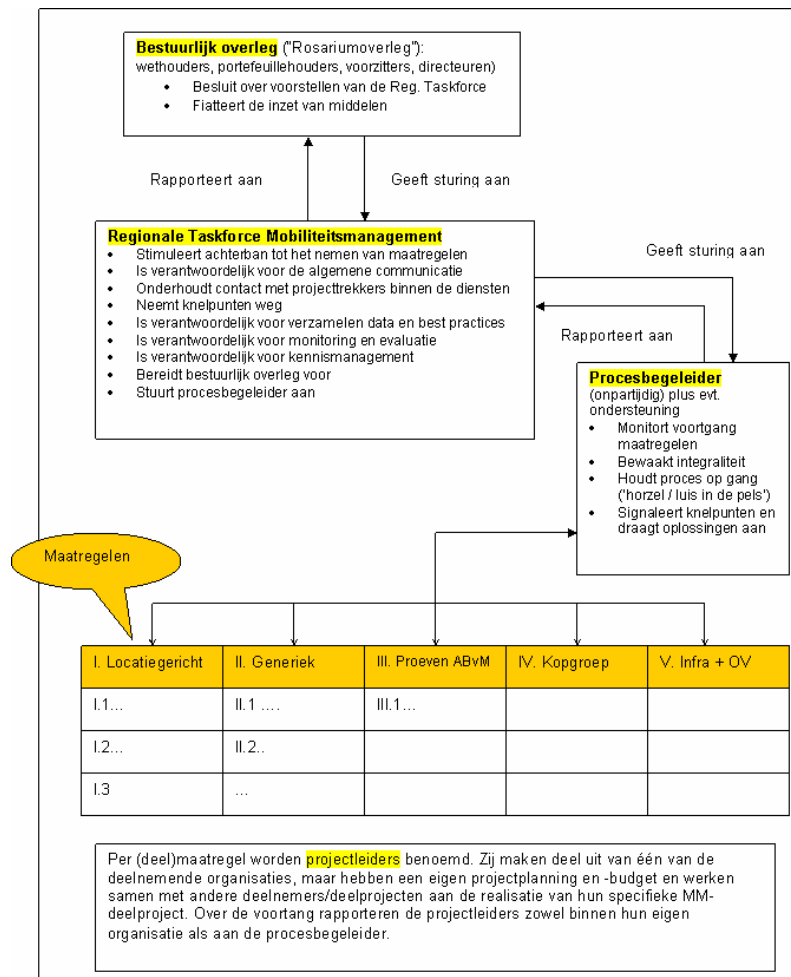 Bestuurlijk overleg ("Rosariumoverleg"):
wethouders, portefeuillehouders, voorzitters, directeuren)
• Besluit over voorstellen van de Reg. Taskforce
• Fiatteert de inzet van middelen
Rapporteert aan
Geeft sturing aan
Regionale Taskforce Mobiliteitsmanagement
• Stimuleert achterban tot het nemen van maatregelen
• Is verantwoordelijk voor de algemene communicatie
• Onderhoudt contact met projecttrekkers binnen de diensten
• Neemt knelpunten weg
• Is verantwoordelijk voor verzamelen data en best practices
• Is verantwoordelijk voor monitoring en evaluatie
• Is verantwoordelijk voor kennismanagement
• Bereidt bestuurlijk overleg voor
• Stuurt procesbegeleider aan
Geeft sturing aan
Rapporteert aan
Procesbegeleider
(onpartijdig) plus evt.
ondersteuning
• Monitort voortgang
maatregelen
• Bewaakt integraliteit
• Houdt proces op gang
('horzel / luis in de pels')
• Signaleert knelpunten en
draagt oplossingen aan
Maatregelen
I. Locatiegericht II. Generiek III. Proeven ABvM IV. Kopgroep V. Infra + OV
I.1... II.1 .... III.1...
I.2... II.2..
I.3 ...
Per (deel)maatregel worden projectleiders benoemd. Zij maken deel uit van één van de
deelnemende organisaties, maar hebben een eigen projectplanning en -budget en werken
samen met andere deelnemers/deelprojecten aan de realisatie van hun specifieke MM-
deelproject. Over de voortang rapporteren de projectleiders zowel binnen hun eigen
organisatie als aan de procesbegeleider.